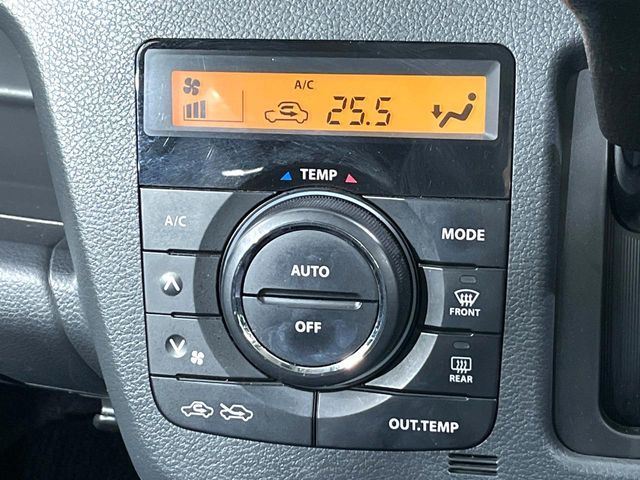 A/C
25.5
TEMP
A/C
MODE
AUTO
OFF
FRONT
REAR
OUT.TEMP